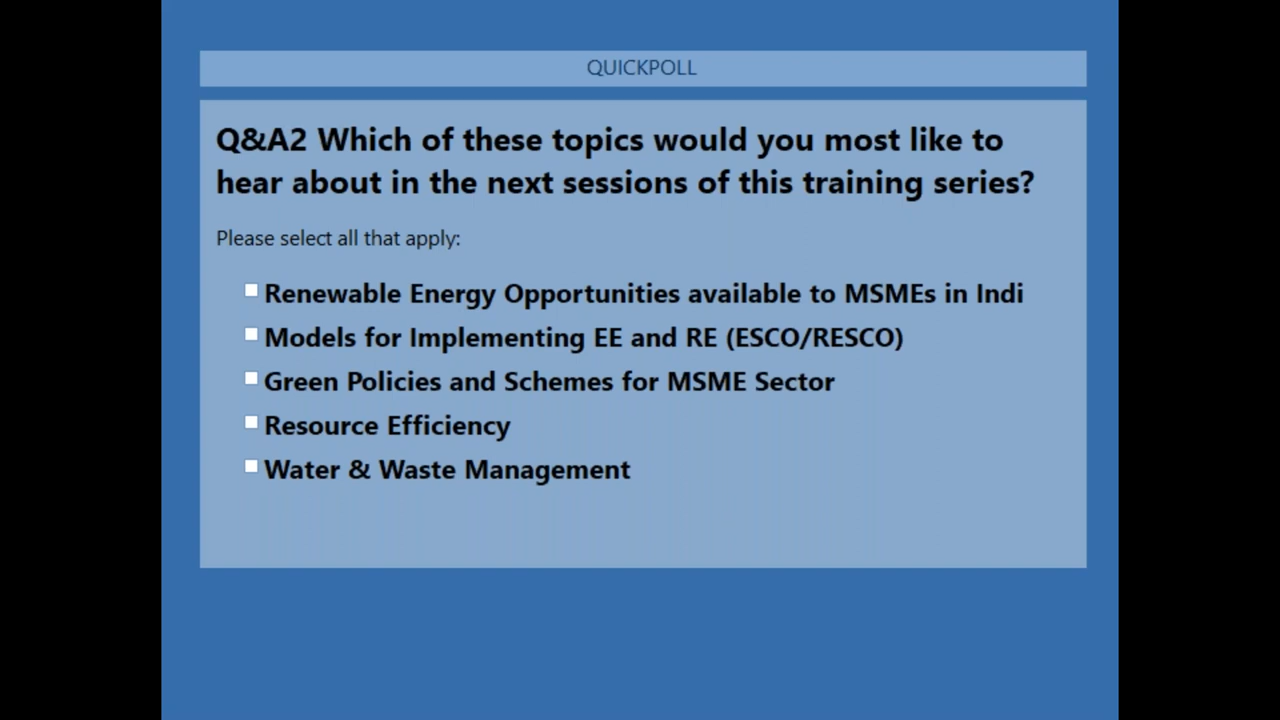 QUICKPOLL
Q&A2 Which of these topics would you most like to
hear about in the next sessions of this training series?
Please select all that apply:
Renewable Energy Opportunities available to MSMEs in Indi
Models for Implementing EE and RE (ESCO/RESCO)
Green Policies and Schemes for MSME Sector
Resource Efficiency
Water & Waste Management